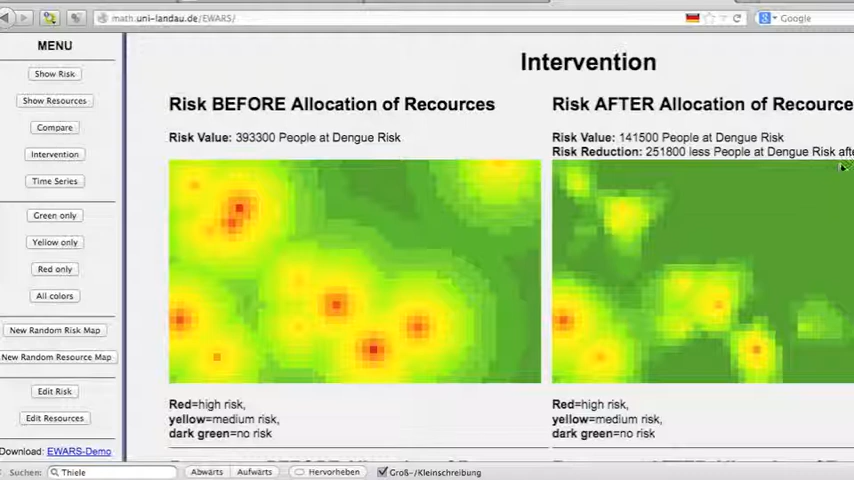 math.uni-landau.de/EWARS/
Google
MENU
Show Risk
Show Resources
Compare
Intervention
Time Series
Green only
Yellow only
Red only
All colors
New Random Risk Map
New Random Resource Map
Edit Risk
Edit Resources
Download: EWARS-Demo
Intervention
Risk BEFORE Allocation of Recources
Risk Value: 393300 People at Dengue Risk
Red=high risk,
yellow=medium risk,
dark green=no risk
Risk AFTER Allocation of Recource
Risk Value: 141500 People at Dengue Risk
Risk Reduction: 251800 less People at Dengue Risk afte
Red=high risk,
yellow=medium risk,
dark green=no risk
Suchen: Thiele
Abwärts
Aufwärts
Hervorheben
Groß-/Kleinschreibung